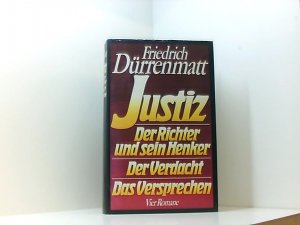 Friedrich
Dürrenmatt
Justiz
Der Richter
und sein Henker
Der Verdacht
Das Versprechen
Vier Romane